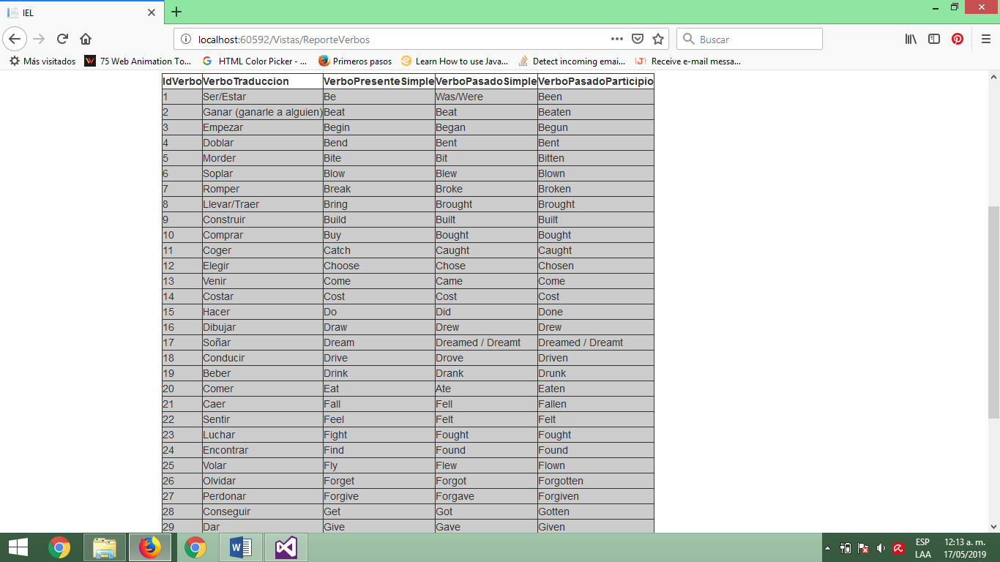 IEL
localhost:60592/Vistas/ReporteVerbos
Buscar
Más visitados 75 Web Animation To... HTML Color Picker - ... Primeros pasos Learn How to use Java... Detect incoming emai... Receive e-mail messa...
IdVerbo VerboTraduccion VerboPresenteSimple VerboPasadoSimple VerboPasadoParticipio
1 Ser/Estar Be Was/Were Been
2 Ganar (ganarle a alguien) Beat Beat Beaten
3 Empezar Begin Began Begun
4 Doblar Bend Bent Bent
5 Morder Bite Bit Bitten
6 Soplar Blow Blew Blown
7 Romper Break Broke Broken
8 Llevar/Traer Bring Brought Brought
9 Construir Build Built Built
10 Comprar Buy Bought Bought
11 Coger Catch Caught Caught
12 Elegir Choose Chose Chosen
13 Venir Come Came Come
14 Costar Cost Cost Cost
15 Hacer Do Did Done
16 Dibujar Draw Drew Drew
17 Soñar Dream Dreamed / Dreamt Dreamed / Dreamt
18 Conducir Drive Drove Driven
19 Beber Drink Drank Drunk
20 Comer Eat Ate Eaten
21 Caer Fall Fell Fallen
22 Sentir Feel Felt Felt
23 Luchar Fight Fought Fought
24 Encontrar Find Found Found
25 Volar Fly Flew Flown
26 Olvidar Forget Forgot Forgotten
27 Perdonar Forgive Forgave Forgiven
28 Conseguir Get Got Gotten
29 Dar Give Gave Given
ESP 12:13 a. m.
LAA 17/05/2019